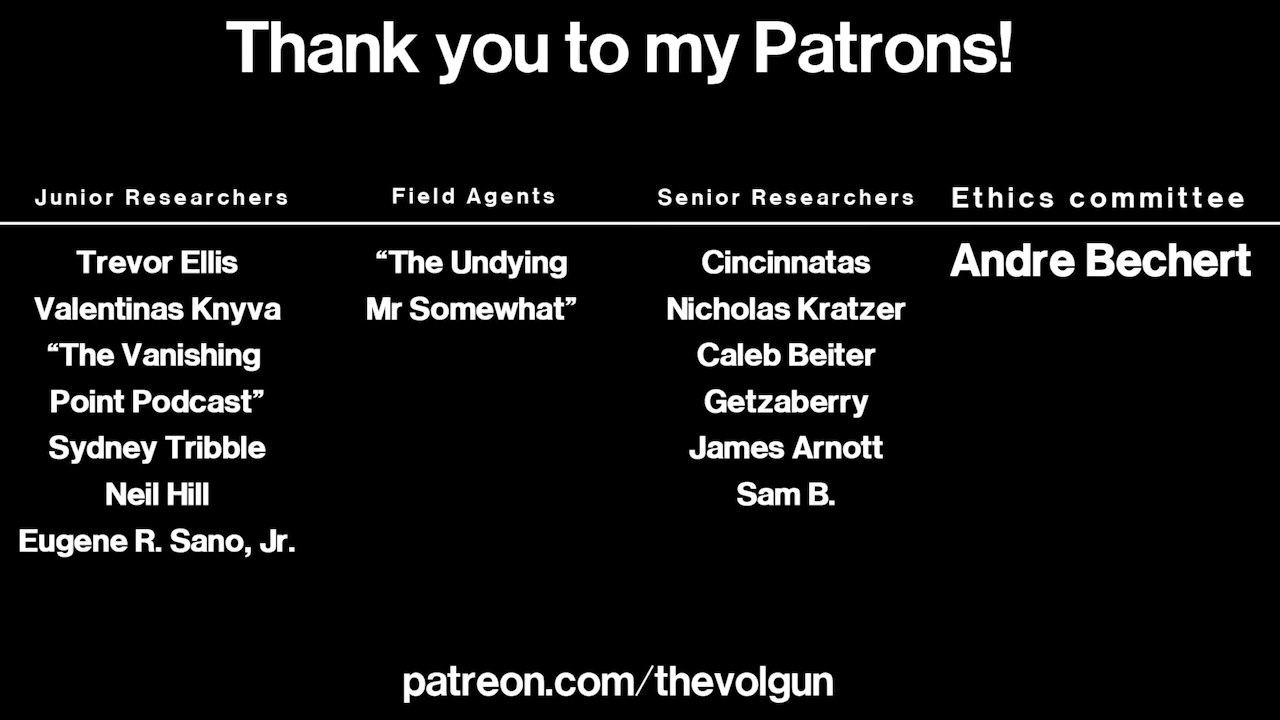 Thank you to my Patrons!
Junior Researchers
Trevor Ellis
Valentinas Knyva
“The Vanishing
Point Podcast”
Sydney Tribble
Neil Hill
Eugene R. Sano, Jr.
Field Agents
“The Undying
Mr Somewhat”
Senior Researchers
Cincinnatas
Nicholas Kratzer
Caleb Beiter
Getzaberry
James Arnott
Sam B.
Ethics committee
Andre Bechert
patreon.com/thevolgun